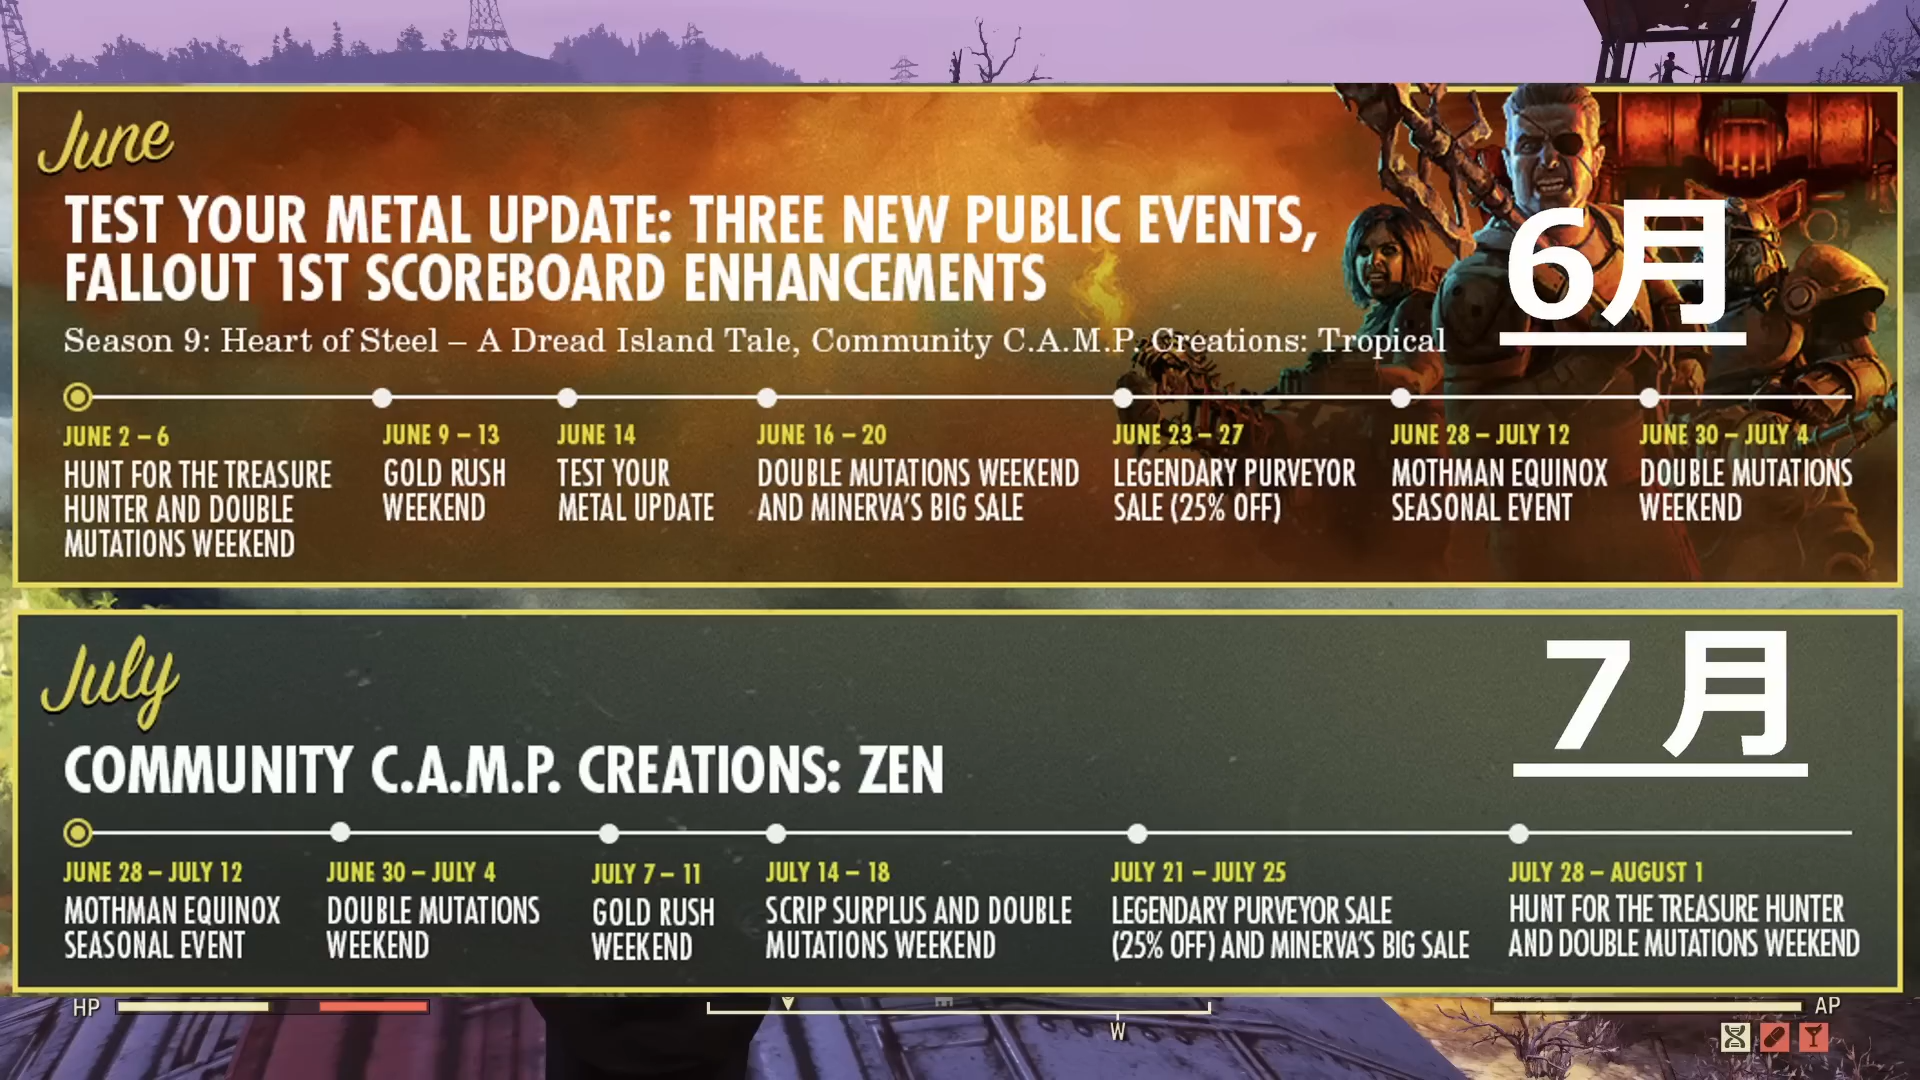 June
TEST YOUR METAL UPDATE: THREE NEW PUBLIC EVENTS,
FALLOUT 1ST SCOREBOARD ENHANCEMENTS
6月
Season 9: Heart of Steel – A Dread Island Tale, Community C.A.M.P. Creations: Tropical
JUNE 2 – 6
HUNT FOR THE TREASURE
HUNTER AND DOUBLE
MUTATIONS WEEKEND
JUNE 9 – 13
GOLD RUSH
WEEKEND
JUNE 14
TEST YOUR
METAL UPDATE
JUNE 16 – 20
DOUBLE MUTATIONS WEEKEND
AND MINERVA'S BIG SALE
JUNE 23 – 27
LEGENDARY PURVEYOR
SALE (25% OFF)
JUNE 28 – JULY 12
MOTHMAN EQUINOX
SEASONAL EVENT
JUNE 30 – JULY 4
DOUBLE MUTATIONS
WEEKEND
July
7月
COMMUNITY C.A.M.P. CREATIONS: ZEN
JUNE 28 – JULY 12
MOTHMAN EQUINOX
SEASONAL EVENT
JUNE 30 – JULY 4
DOUBLE MUTATIONS
WEEKEND
JULY 7 – 11
GOLD RUSH
WEEKEND
JULY 14 – 18
SCRIP SURPLUS AND DOUBLE
MUTATIONS WEEKEND
JULY 21 – JULY 25
LEGENDARY PURVEYOR SALE
(25% OFF) AND MINERVA'S BIG SALE
JULY 28 – AUGUST 1
HUNT FOR THE TREASURE HUNTER
AND DOUBLE MUTATIONS WEEKEND
HP
W
AP